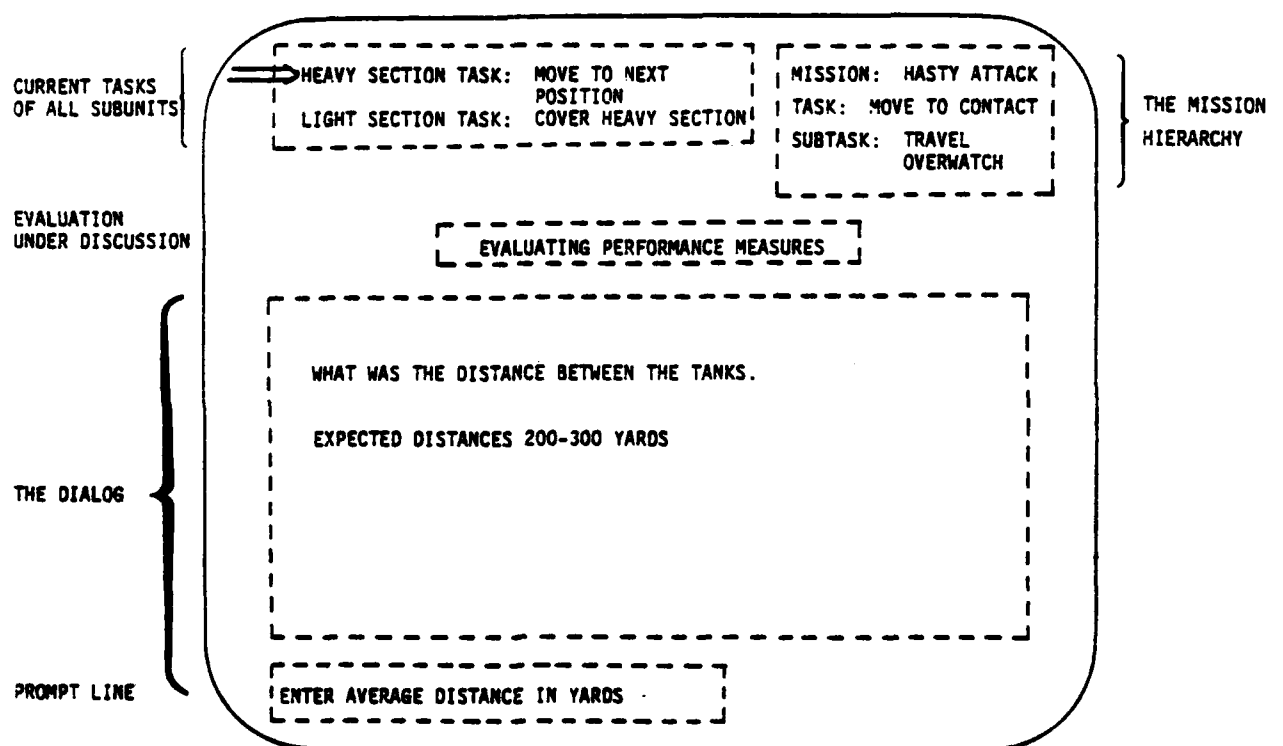 CURRENT TASKS
OF ALL SUBUNITS
HEAVY SECTION TASK: MOVE TO NEXT
POSITION
LIGHT SECTION TASK: COVER HEAVY SECTION
MISSION: HASTY ATTACK
TASK: MOVE TO CONTACT
SUBTASK: TRAVEL
OVERWATCH
THE MISSION
HIERARCHY
EVALUATION
UNDER DISCUSSION
EVALUATING PERFORMANCE MEASURES
THE DIALOG
WHAT WAS THE DISTANCE BETWEEN THE TANKS.
EXPECTED DISTANCES 200-300 YARDS
PROMPT LINE
ENTER AVERAGE DISTANCE IN YARDS